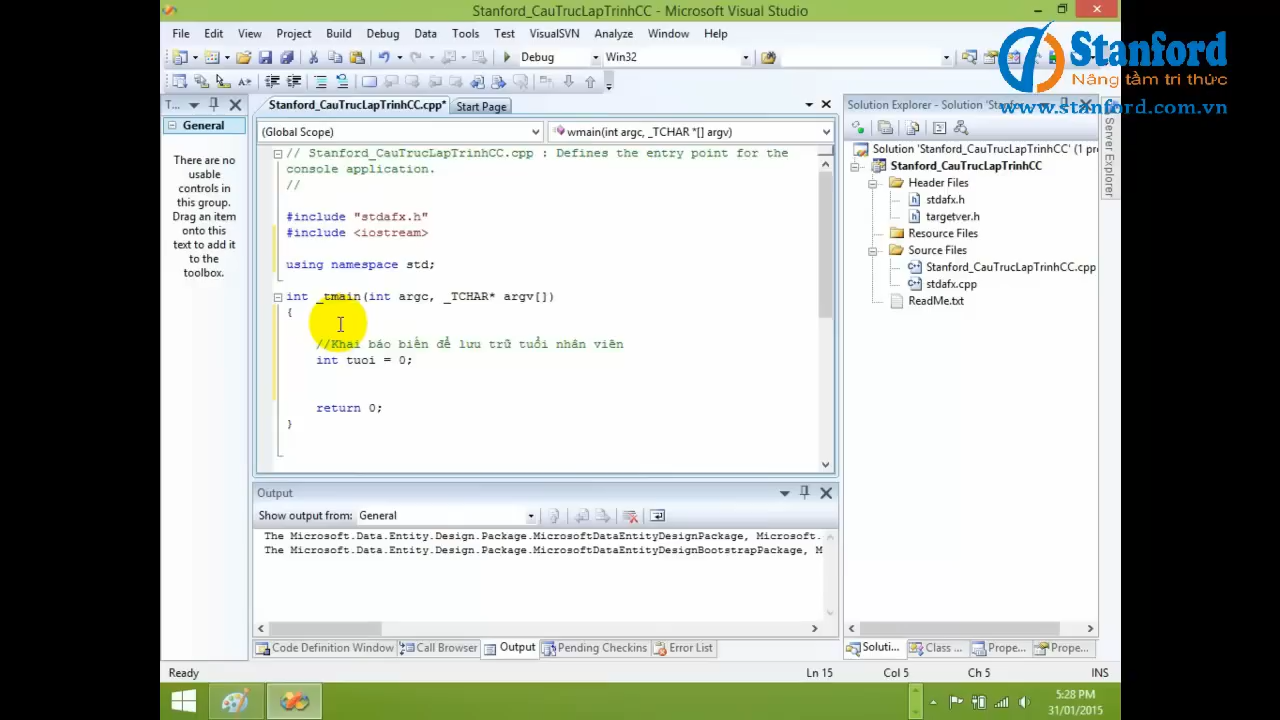 Stanford_CauTrucLapTrinhCC - Microsoft Visual Studio
File Edit View Project Build Debug Data Tools Test VisualSVN Analyze Window Help
Debug Win32
Stanford
Nâng tầm tri thức
www.stanford.com.vn
T...
General
There are no
usable
controls in
this group.
Drag an item
onto this
text to add it
to the
toolbox.
Stanford_CauTrucLapTrinhCC.cpp* Start Page
(Global Scope) wmain(int argc, _TCHAR *[] argv)
// Stanford_CauTrucLapTrinhCC.cpp : Defines the entry point for the
console application.
//
#include "stdafx.h"
#include <iostream>
using namespace std;
int _tmain(int argc, _TCHAR* argv[])
{
//Khai báo biến để lưu trữ tuổi nhân viên
int tuoi = 0;
return 0;
}
Solution Explorer - Solution 'Stanfo...
Solution 'Stanford_CauTrucLapTrinhCC' (1 pr
Stanford_CauTrucLapTrinhCC
Header Files
stdafx.h
targetver.h
Resource Files
Source Files
Stanford_CauTrucLapTrinhCC.cpp
stdafx.cpp
ReadMe.txt
Server Explorer
Output
Show output from: General
The Microsoft.Data.Entity.Design.Package.MicrosoftDataEntityDesignPackage, Microsoft.
The Microsoft.Data.Entity.Design.Package.MicrosoftDataEntityDesignBootstrapPackage, M
Code Definition Window Call Browser Output Pending Checkins Error List
Soluti... Class ... Prope... Prope...
Ready Ln 15 Col 5 Ch 5 INS
5:28 PM
31/01/2015